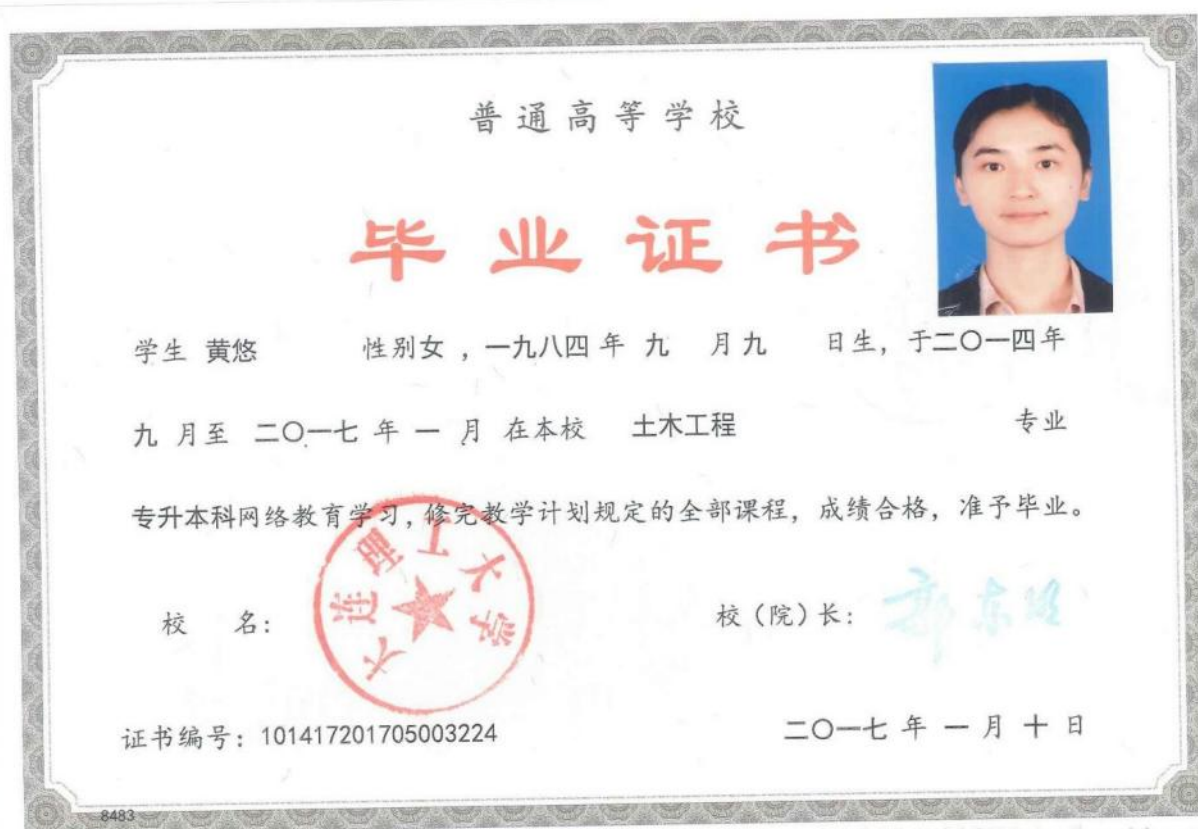 普通高等学校
毕业证书
学生 黄悠 性别女，一九八四 年 九 月九 日生，于二〇一四年
九 月至 二〇一七 年 一 月 在本校 土木工程 专业
专升本科网络教育学习，修完教学计划规定的全部课程，成绩合格，准予毕业。
大连理工大学
校 名：
校（院）长：郭东明
证书编号：101417201705003224
二〇一七 年 一 月 十 日
8483